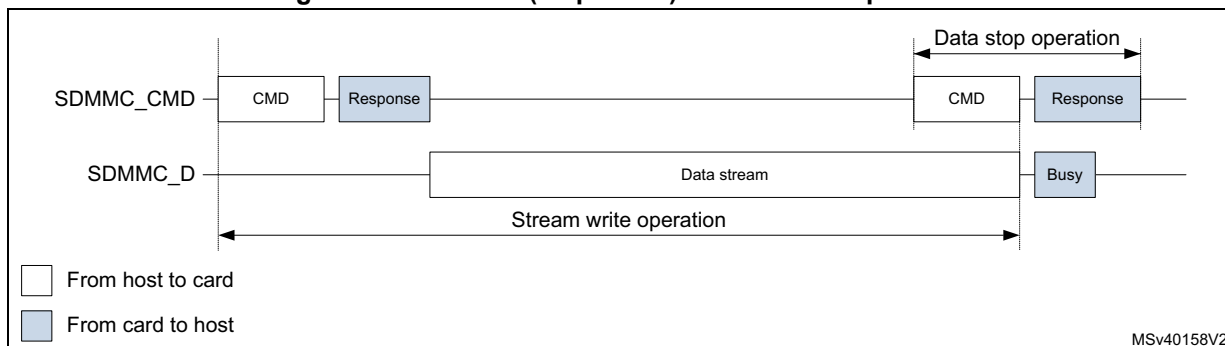 Data stop operation
SDMMC_CMD CMD Response CMD Response
SDMMC_D Data stream Busy
Stream write operation
From host to card
From card to host
MSv40158V2